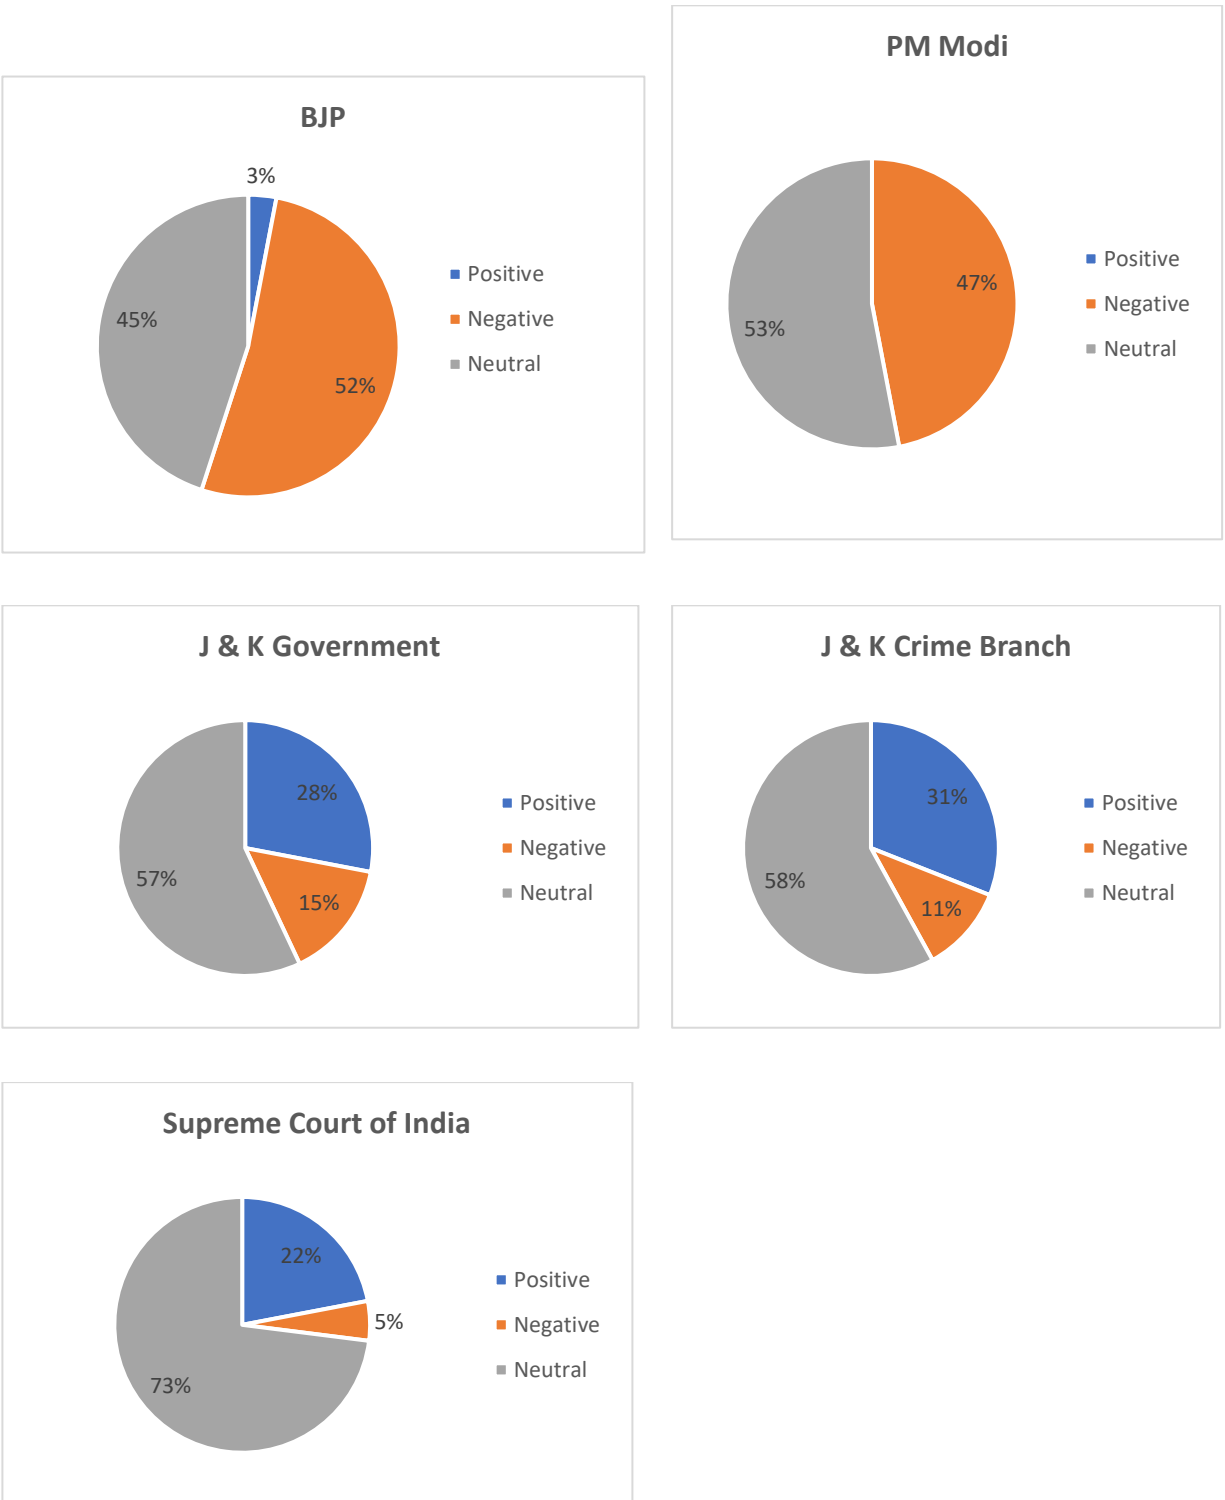 BJP
3%
45%
52%
Positive
Negative
Neutral
PM Modi
47%
53%
Positive
Negative
Neutral
J & K Government
28%
57%
15%
Positive
Negative
Neutral
J & K Crime Branch
31%
58%
11%
Positive
Negative
Neutral
Supreme Court of India
22%
5%
73%
Positive
Negative
Neutral